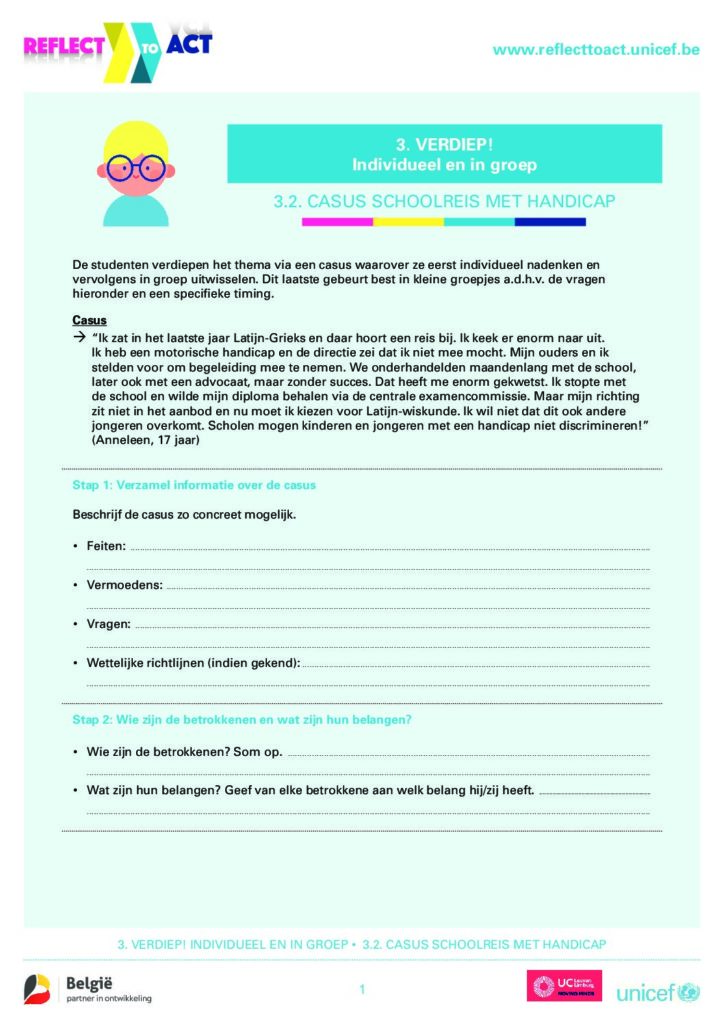 REFLECT TO ACT
www.reflecttoact.unicef.be
3. VERDIEP!
Individueel en in groep
3.2. CASUS SCHOOLREIS MET HANDICAP
De studenten verdiepen het thema via een casus waarover ze eerst individueel nadenken en
vervolgens in groep uitwisselen. Dit laatste gebeurt best in kleine groepjes a.d.h.v. de vragen
hieronder en een specifieke timing.
Casus
→ “Ik zat in het laatste jaar Latijn-Grieks en daar hoort een reis bij. Ik keek er enorm naar uit.
Ik heb een motorische handicap en de directie zei dat ik niet mee mocht. Mijn ouders en ik
stelden voor om begeleiding mee te nemen. We onderhandelden maandenlang met de school,
later ook met een advocaat, maar zonder succes. Dat heeft me enorm gekwetst. Ik stopte met
de school en wilde mijn diploma behalen via de centrale examencommissie. Maar mijn richting
zit niet in het aanbod en nu moet ik kiezen voor Latijn-wiskunde. Ik wil niet dat dit ook andere
jongeren overkomt. Scholen mogen kinderen en jongeren met een handicap niet discrimineren!”
(Anneleen, 17 jaar)
Stap 1: Verzamel informatie over de casus
Beschrijf de casus zo concreet mogelijk.
• Feiten:
• Vermoedens:
• Vragen:
• Wettelijke richtlijnen (indien gekend):
Stap 2: Wie zijn de betrokkenen en wat zijn hun belangen?
• Wie zijn de betrokkenen? Som op.
• Wat zijn hun belangen? Geef van elke betrokkene aan welk belang hij/zij heeft.
3. VERDIEP! INDIVIDUEEL EN IN GROEP • 3.2. CASUS SCHOOLREIS MET HANDICAP
België
partner in ontwikkeling
1
UC Leuven
Limburg
unicef